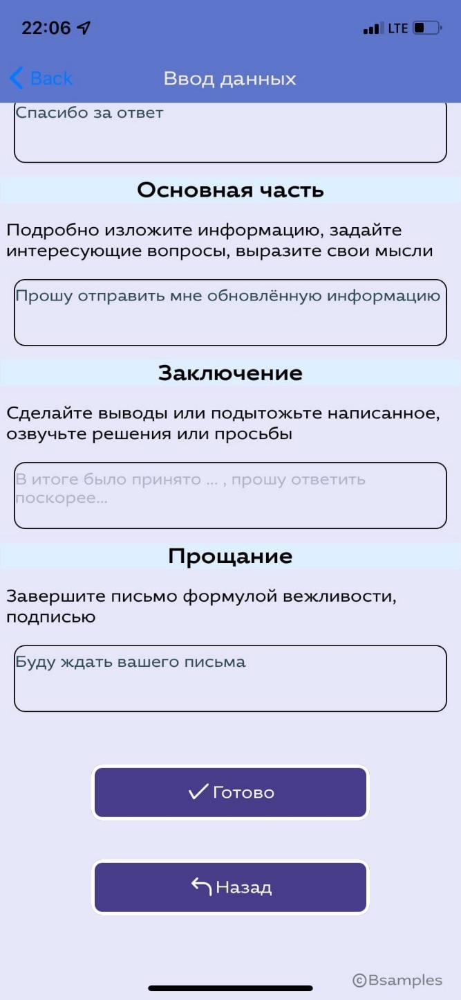 22:06
LTE
Back
Ввод данных
Спасибо за ответ
Основная часть
Подробно изложите информацию, задайте
интересующие вопросы, выразите свои мысли
Прошу отправить мне обновлённую информацию
Заключение
Сделайте выводы или подытожьте написанное,
озвучьте решения или просьбы
В итоге было принято ... , прошу ответить
поскорее...
Прощание
Завершите письмо формулой вежливости,
подписью
Буду ждать вашего письма
Готово
Назад
©Bsamples